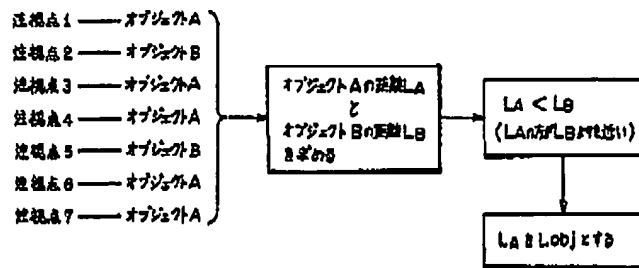 注視点1 ―― オブジェクトA
注視点2 ―― オブジェクトB
注視点3 ―― オブジェクトA
注視点4 ―― オブジェクトA
注視点5 ―― オブジェクトB
注視点6 ―― オブジェクトA
注視点7 ―― オブジェクトA
オブジェクトAの距離LA
と
オブジェクトBの距離LB
を求める
LA < LB
(LAの方がLBよりも近い)
LAをLobjとする